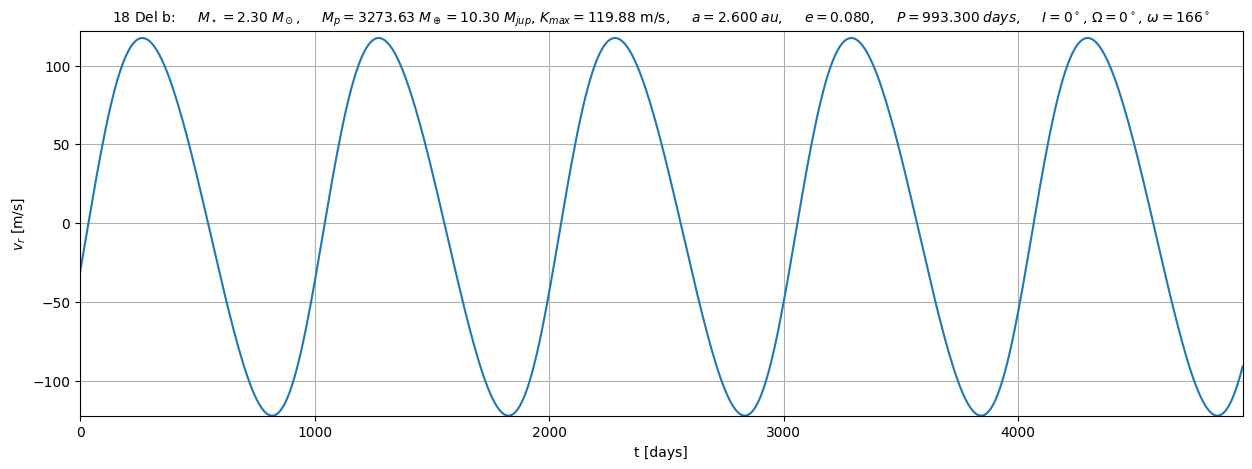 18 Del b: M⋆ = 2.30 M⊙, Mp = 3273.63 M⊕ = 10.30 Mjup, Kmax = 119.88 m/s, a = 2.600 au, e = 0.080, P = 993.300 days, I = 0°, Ω = 0°, ω = 166°
100
50
0
−50
−100
vr [m/s]
0 1000 2000 3000 4000
t [days]